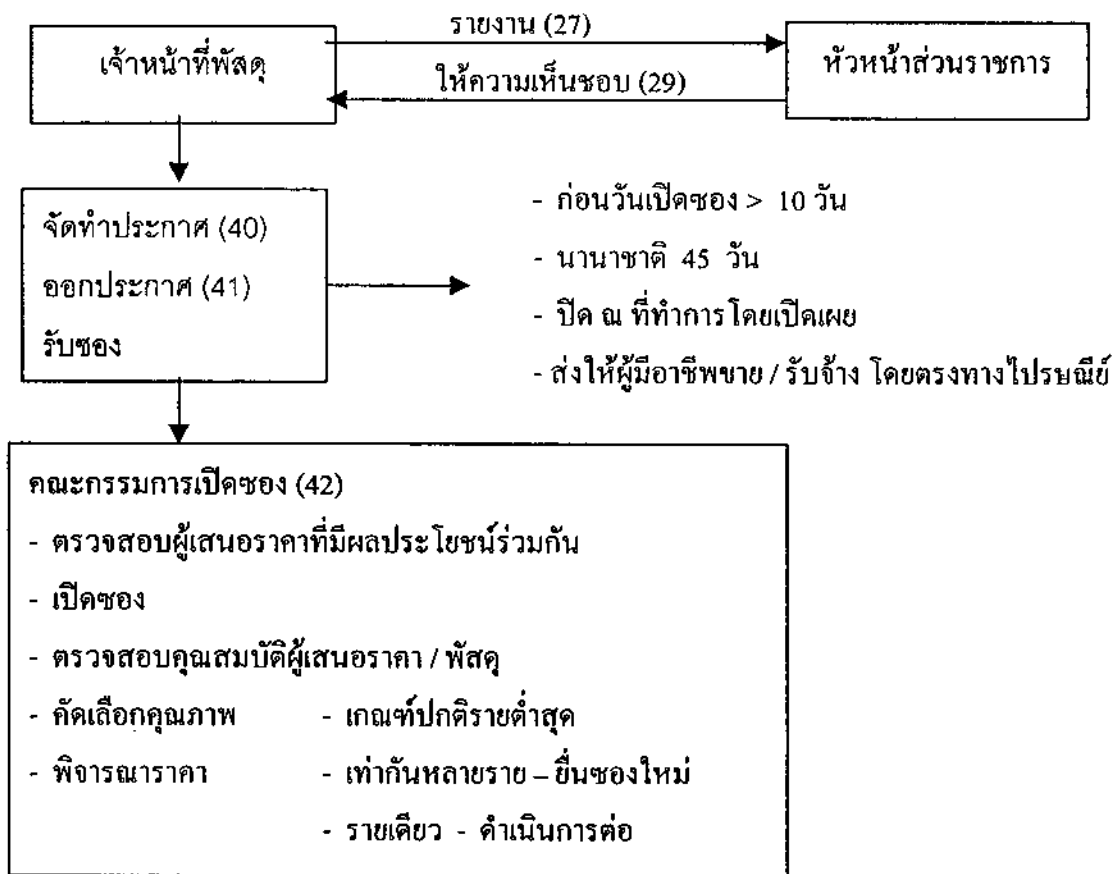 รายงาน (27)
เจ้าหน้าที่พัสดุ
หัวหน้าส่วนราชการ
ให้ความเห็นชอบ (29)
จัดทำประกาศ (40)
ออกประกาศ (41)
รับซอง
- ก่อนวันเปิดซอง > 10 วัน
- นานาชาติ 45 วัน
- ปิด ณ ที่ทำการโดยเปิดเผย
- ส่งให้ผู้มีอาชีพขาย / รับจ้าง โดยตรงทางไปรษณีย์
คณะกรรมการเปิดซอง (42)
- ตรวจสอบผู้เสนอราคาที่มีผลประโยชน์ร่วมกัน
- เปิดซอง
- ตรวจสอบคุณสมบัติผู้เสนอราคา / พัสดุ
- คัดเลือกคุณภาพ - เกณฑ์ปกติรายต่ำสุด
- พิจารณาราคา - เท่ากันหลายราย – ยื่นซองใหม่
- รายเดียว - ดำเนินการต่อ